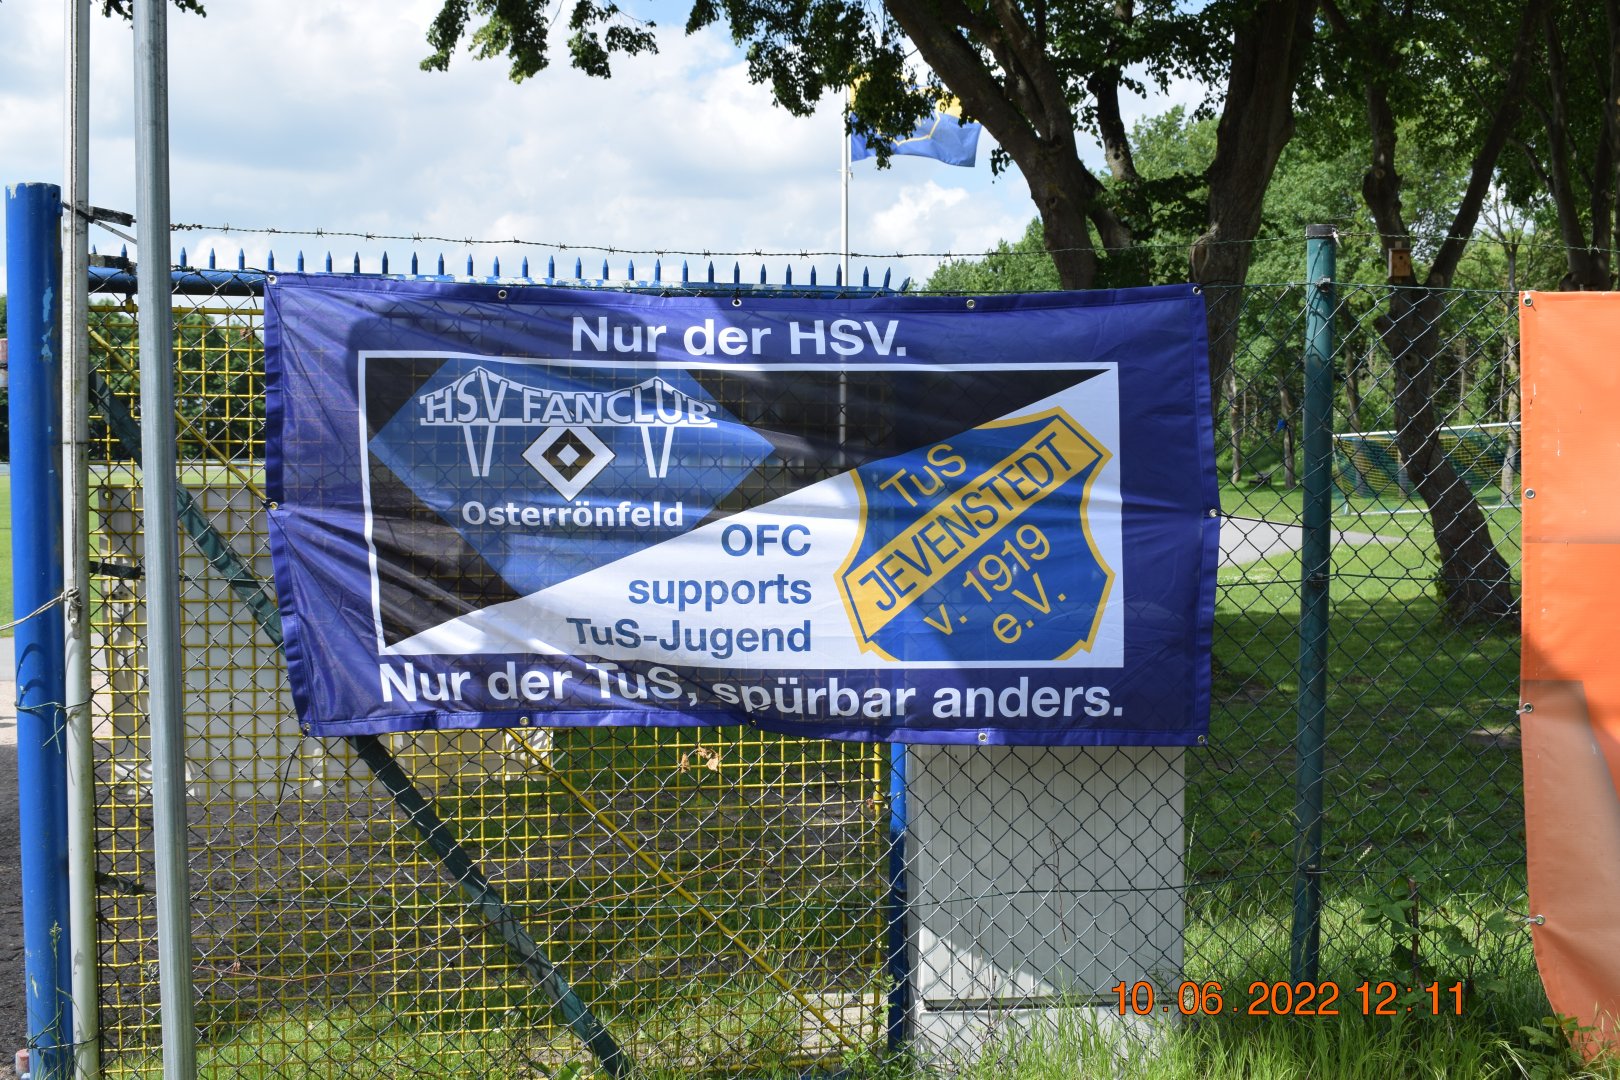 Nur der HSV.
HSV FANCLUB
Osterrönfeld
OFC
supports
TuS-Jugend
TuS
JEVENSTEDT
v. 1919
e.V.
Nur der TuS, spürbar anders.
10.06.2022 12:11